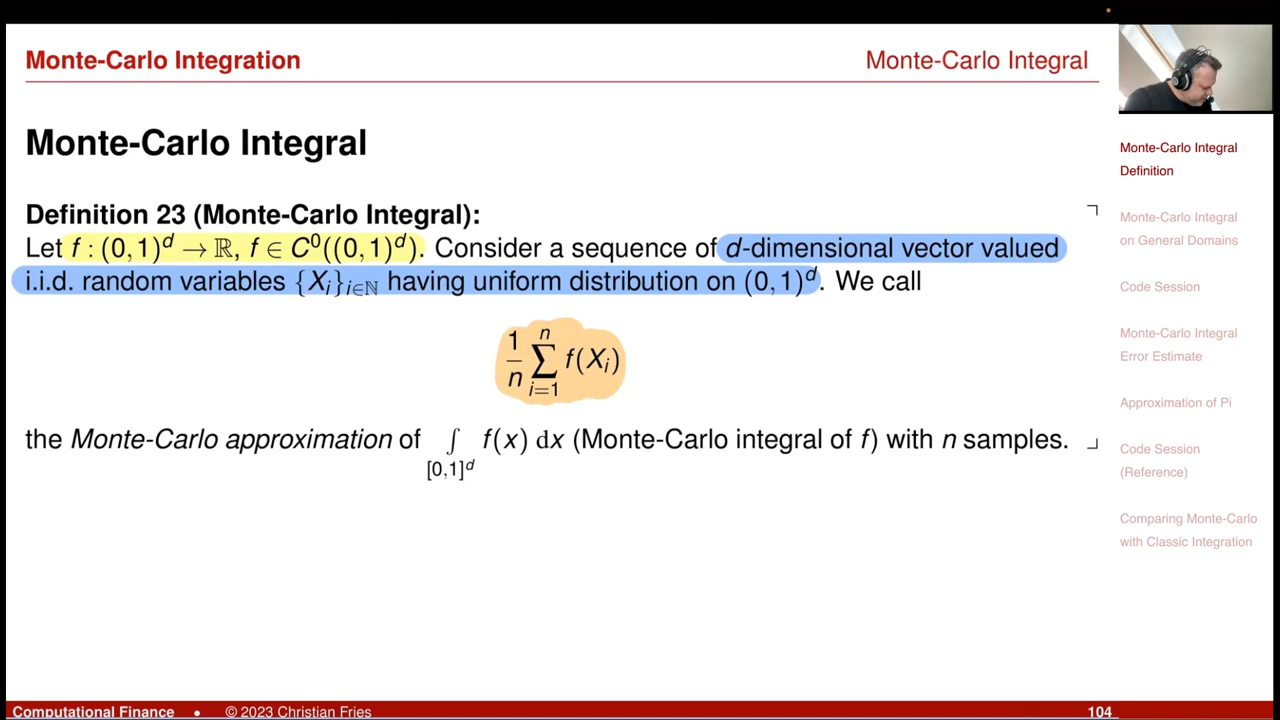 Monte-Carlo Integration
Monte-Carlo Integral
Monte-Carlo Integral
Definition 23 (Monte-Carlo Integral):
Let f : (0, 1)^d → ℝ, f ∈ C^0((0, 1)^d). Consider a sequence of d-dimensional vector valued
i.i.d. random variables {X_i}_{i∈ℕ} having uniform distribution on (0, 1)^d. We call
1/n ∑_{i=1}^n f(X_i)
the Monte-Carlo approximation of ∫_{[0,1]^d} f(x) dx (Monte-Carlo integral of f) with n samples.
Monte-Carlo Integral
Definition
Monte-Carlo Integral
on General Domains
Code Session
Monte-Carlo Integral
Error Estimate
Approximation of Pi
Code Session
(Reference)
Comparing Monte-Carlo
with Classic Integration
Computational Finance • © 2023 Christian Fries
104